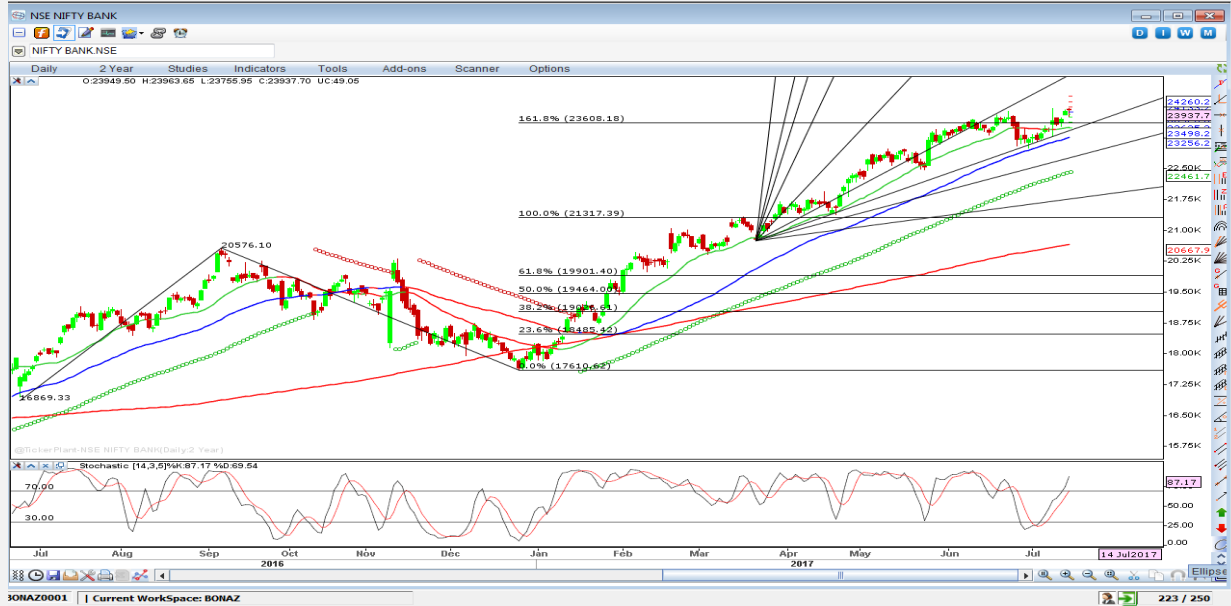 NSE NIFTY BANK
D I W M
NIFTY BANK.NSE
Daily 2 Year Studies Indicators Tools Add-ons Scanner Options
O:23949.50 H:23963.65 L:23755.95 C:23937.70 UC:49.05
24260.2
161.8% (23608.18)
23937.7
23498.2
23256.2
22.50K
22461.7
21.75K
100.0% (21317.39)
21.00K
20576.10
20667.9
20.25K
61.8% (19901.40)
50.0% (19464.00)
19.50K
38.2% (19026.61)
18.75K
23.6% (18485.42)
18.00K
0.0% (17610.62)
17.25K
16869.33
16.50K
15.75K
@TickerPlant-NSE NIFTY BANK(Daily:2 Year)
Stochastic [14,3,5]%K:87.17 %D:69.54
70.00
87.17
50.00
30.00
25.00
0.00
Jul Aug Sep Oct Nov Dec Jan Feb Mar Apr May Jun Jul 14 Jul2017
2016 2017
Ellipse
BONAZ0001 | Current WorkSpace: BONAZ 223 / 250